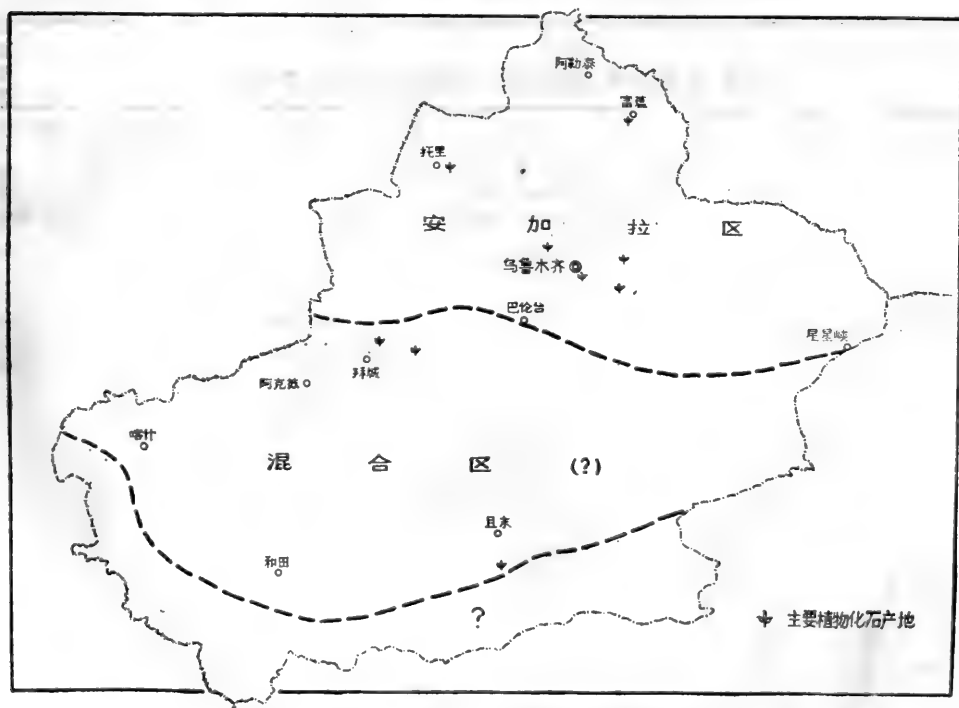 阿勒泰
富蕴
托里
安加拉区
乌鲁木齐
巴伦台
尾垩峡
拜城
阿克苏
喀什
混合区(?)
且末
和田
?
主要植物化石产地